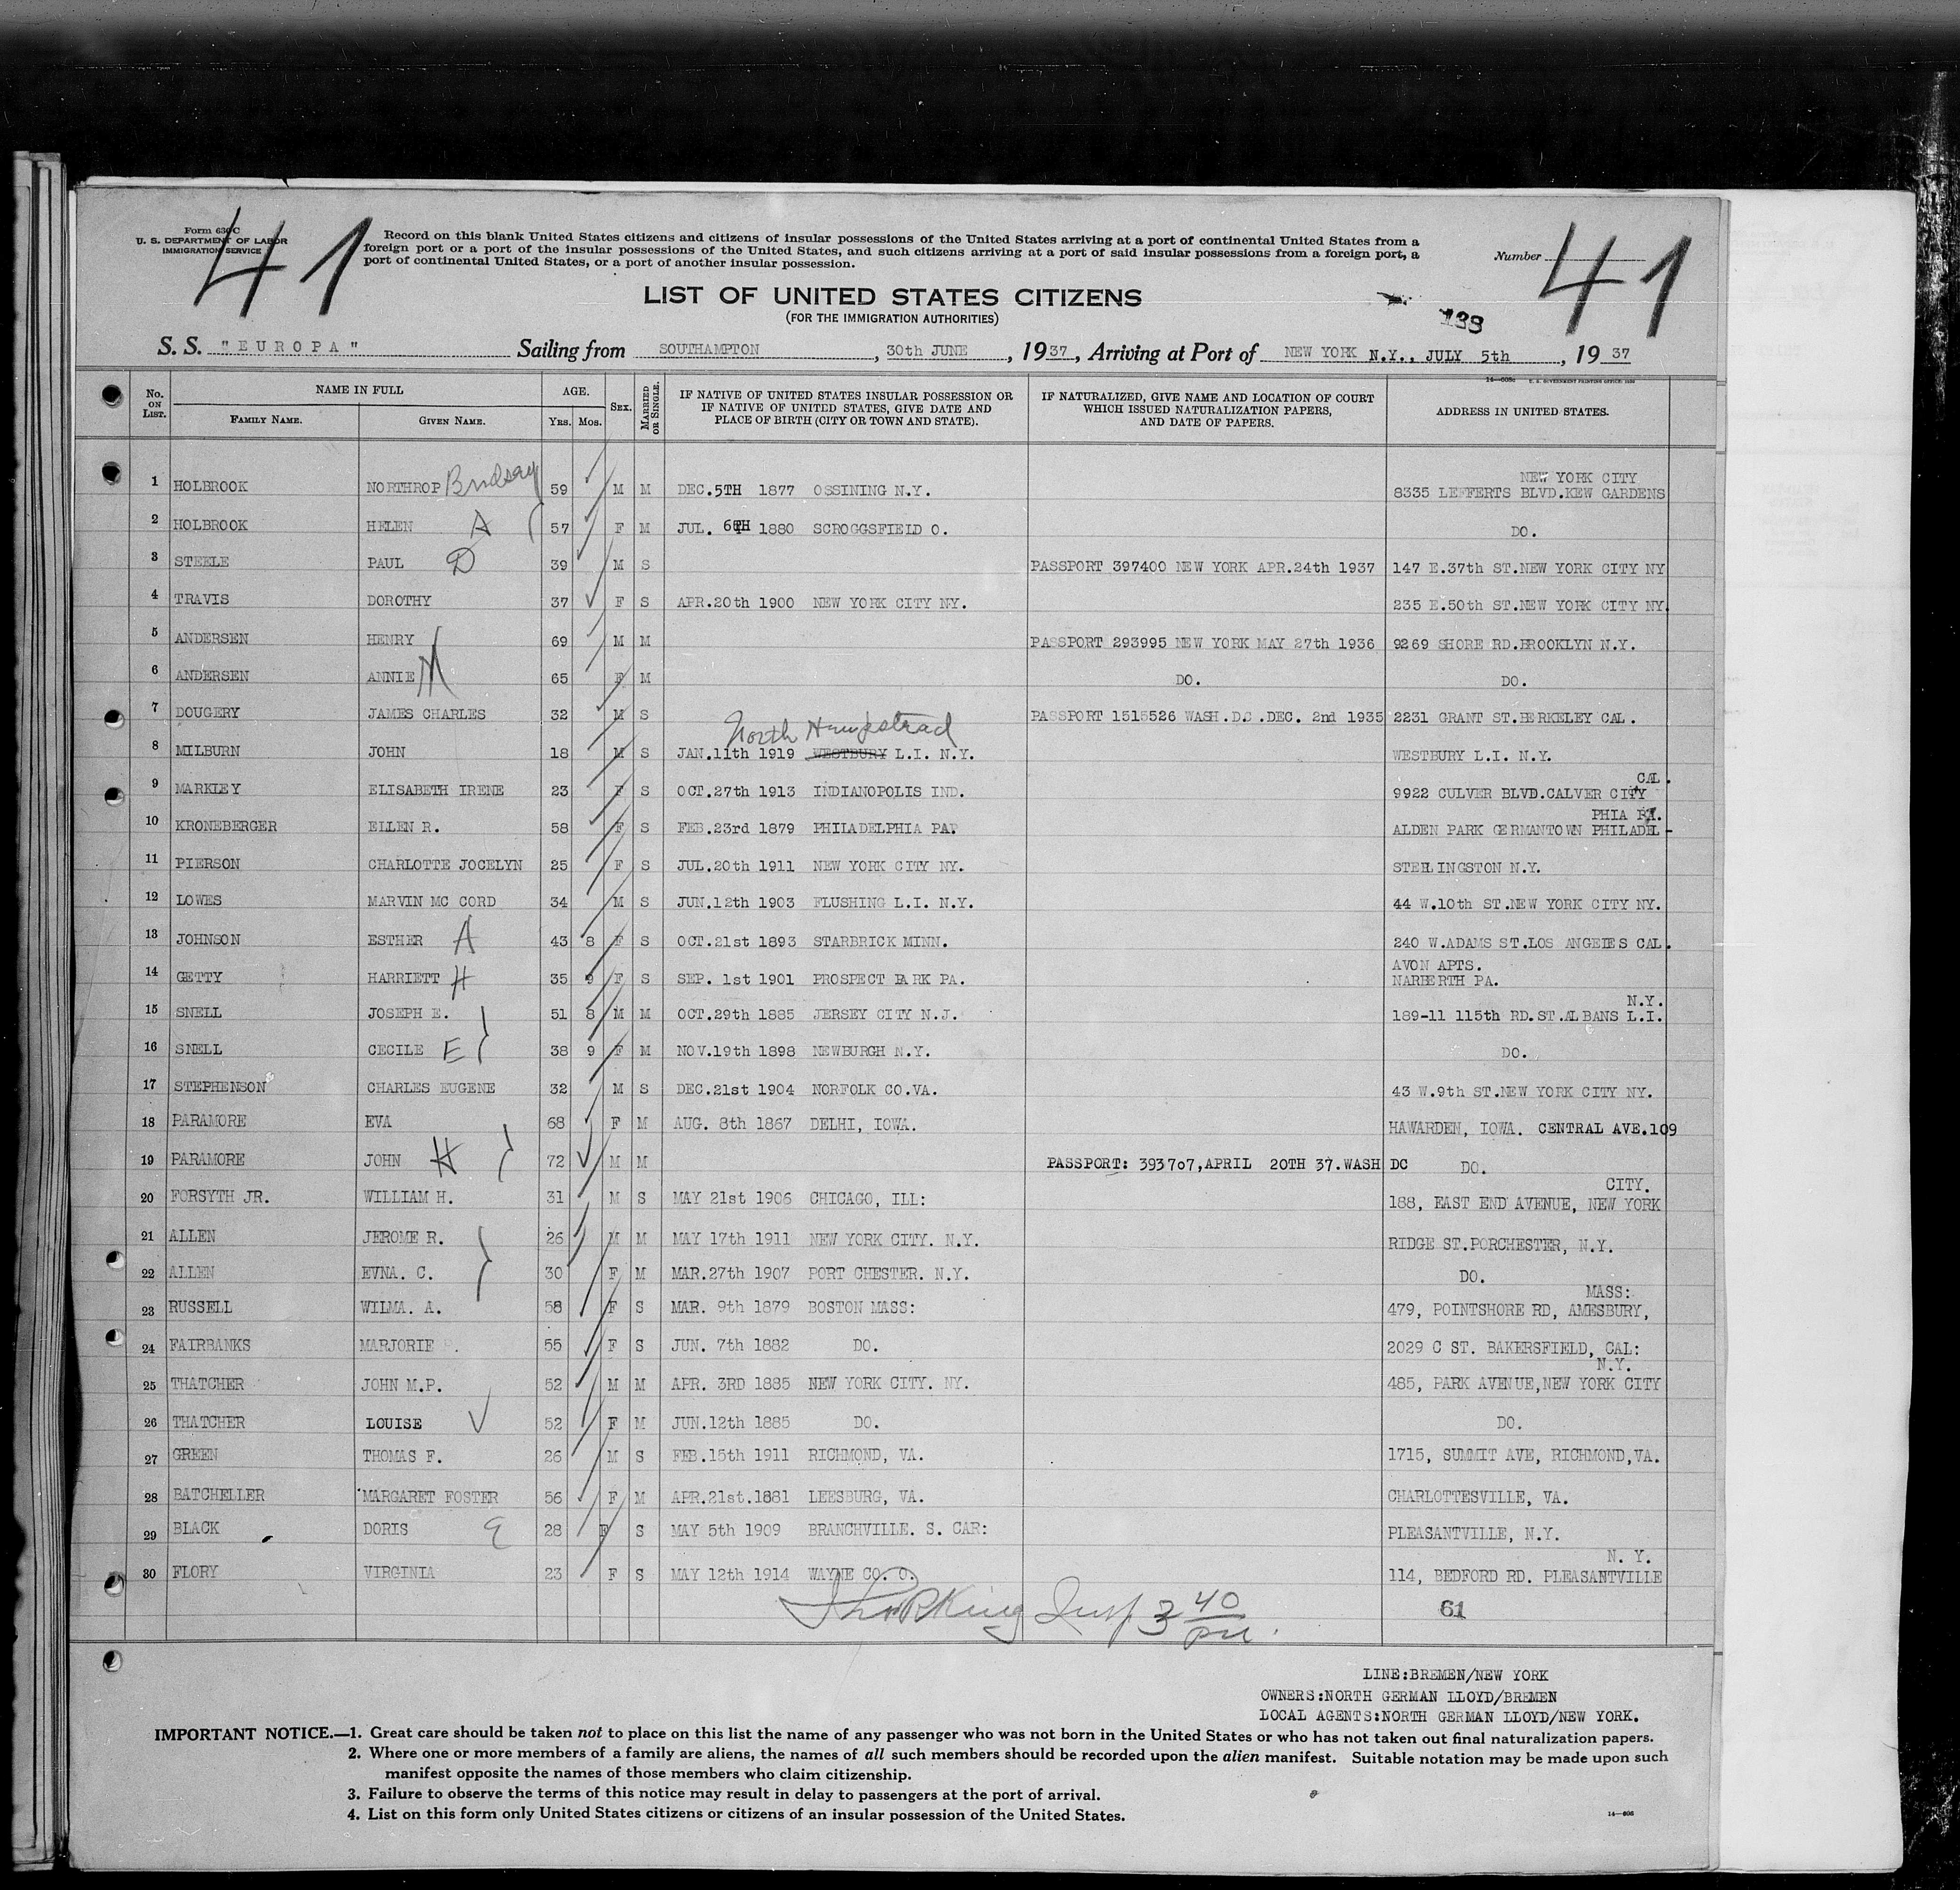 41
41
Form 630C
U. S. DEPARTMENT OF LABOR
IMMIGRATION SERVICE
Record on this blank United States citizens and citizens of insular possessions of the United States arriving at a port of continental United States from a
foreign port or a port of the insular possessions of the United States, and such citizens arriving at a port of said insular possessions from a foreign port, a
port of continental United States, or a port of another insular possession.
Number
LIST OF UNITED STATES CITIZENS
(FOR THE IMMIGRATION AUTHORITIES)
138
S. S. "EUROPA" Sailing from SOUTHAMPTON, 30th JUNE, 1937, Arriving at Port of NEW YORK N.Y., JULY 5th, 1937
No. ON LIST. NAME IN FULL FAMILY NAME. GIVEN NAME. AGE. YRS. MOS. SEX. MARRIED OR SINGLE. IF NATIVE OF UNITED STATES INSULAR POSSESSION OR IF NATIVE OF UNITED STATES, GIVE DATE AND PLACE OF BIRTH (CITY OR TOWN AND STATE). IF NATURALIZED, GIVE NAME AND LOCATION OF COURT WHICH ISSUED NATURALIZATION PAPERS, AND DATE OF PAPERS. ADDRESS IN UNITED STATES.
NEW YORK CITY
1 HOLBROOK NORTHROP 59 M M DEC.5TH 1877 OSSINING N.Y. 8335 LEFFERTS BLVD.KEW GARDENS
2 HOLBROOK HELEN A 57 F M JUL. 6TH 1880 SCROGGSFIELD O. DO.
3 STEELE PAUL D 39 M S PASSPORT 397400 NEW YORK APR.24th 1937 147 E.37th ST.NEW YORK CITY NY
4 TRAVIS DOROTHY 37 F S APR.20th 1900 NEW YORK CITY NY. 235 E.50th ST.NEW YORK CITY NY.
5 ANDERSEN HENRY 69 M M PASSPORT 293995 NEW YORK MAY 27th 1936 9269 SHORE RD.BROOKLYN N.Y.
6 ANDERSEN ANNIE M 65 F M DO. DO.
7 DOUGERY JAMES CHARLES 32 M S PASSPORT 1515526 WASH.D.C .DEC. 2nd 1935 2231 GRANT ST.BERKELEY CAL.
North Hempstead
8 MILBURN JOHN 18 M S JAN.11th 1919 WESTBURY L.I. N.Y. WESTBURY L.I. N.Y.
CAL.
9 MARKLEY ELISABETH IRENE 23 F S OCT.27th 1913 INDIANOPOLIS IND. 9922 CULVER BLVD.CALVER CITY
PHIA PA.
10 KRONEBERGER ELLEN R. 58 F S FEB.23rd 1879 PHILADELPHIA PA. ALDEN PARK GERMANTOWN PHILADEL-
11 PIERSON CHARLOTTE JOCELYN 25 F S JUL.20th 1911 NEW YORK CITY NY. STERLINGSTON N.Y.
12 LOWES MARVIN MC CORD 34 M S JUN.12th 1903 FLUSHING L.I. N.Y. 44 W.10th ST.NEW YORK CITY NY.
13 JOHNSON ESTHER A 43 8 F S OCT.21st 1893 STARBRICK MINN. 240 W.ADAMS ST.LOS ANGELES CAL.
AVON APTS.
14 GETTY HARRIETT H 35 9 F S SEP. 1st 1901 PROSPECT PARK PA. NARBERTH PA.
N.Y.
15 SNELL JOSEPH E. 51 8 M M OCT.29th 1885 JERSEY CITY N.J. 189-11 115th RD.ST.ALBANS L.I.
16 SNELL CECILE E 38 9 F M NOV.19th 1898 NEWBURGH N.Y. DO.
17 STEPHENSON CHARLES EUGENE 32 M S DEC.21st 1904 NORFOLK CO.VA. 43 W.9th ST.NEW YORK CITY NY.
18 PARAMORE EVA 68 F M AUG. 8th 1867 DELHI, IOWA. HAWARDEN, IOWA. CENTRAL AVE.109
19 PARAMORE JOHN H 72 M M PASSPORT: 393707,APRIL 20TH 37.WASH DC DO.
CITY.
20 FORSYTH JR. WILLIAM H. 31 M S MAY 21st 1906 CHICAGO, ILL: 188, EAST END AVENUE, NEW YORK
21 ALLEN JEROME R. 26 M M MAY 17th 1911 NEW YORK CITY. N.Y. RIDGE ST.PORCHESTER, N.Y.
22 ALLEN EVNA. C. 30 F M MAR.27th 1907 PORT CHESTER. N.Y. DO.
MASS:
23 RUSSELL WILMA. A. 58 F S MAR. 9th 1879 BOSTON MASS: 479, POINTSHORE RD, AMESBURY,
24 FAIRBANKS MARJORIE 55 F S JUN. 7th 1882 DO. 2029 C ST. BAKERSFIELD, CAL:
N.Y.
25 THATCHER JOHN M.P. 52 M M APR. 3RD 1885 NEW YORK CITY. NY. 485, PARK AVENUE,NEW YORK CITY
26 THATCHER LOUISE 52 F M JUN.12th 1885 DO. DO.
27 GREEN THOMAS F. 26 M S FEB.15th 1911 RICHMOND, VA. 1715, SUMMIT AVE, RICHMOND,VA.
28 BATCHELLER MARGARET FOSTER 56 F M APR.21st.1881 LEESBURG, VA. CHARLOTTESVILLE, VA.
29 BLACK DORIS E 28 F S MAY 5th 1909 BRANCHVILLE. S. CAR: PLEASANTVILLE, N.Y.
N. Y.
30 FLORY VIRGINIA 23 F S MAY 12th 1914 WAYNE CO. O. 114, BEDFORD RD. PLEASANTVILLE
King Insp 3 40 pm.
61
LINE:BREMEN/NEW YORK
OWNERS:NORTH GERMAN LLOYD/BREMEN
LOCAL AGENTS:NORTH GERMAN LLOYD/NEW YORK.
IMPORTANT NOTICE.—1. Great care should be taken not to place on this list the name of any passenger who was not born in the United States or who has not taken out final naturalization papers.
2. Where one or more members of a family are aliens, the names of all such members should be recorded upon the alien manifest. Suitable notation may be made upon such
manifest opposite the names of those members who claim citizenship.
3. Failure to observe the terms of this notice may result in delay to passengers at the port of arrival.
4. List on this form only United States citizens or citizens of an insular possession of the United States.